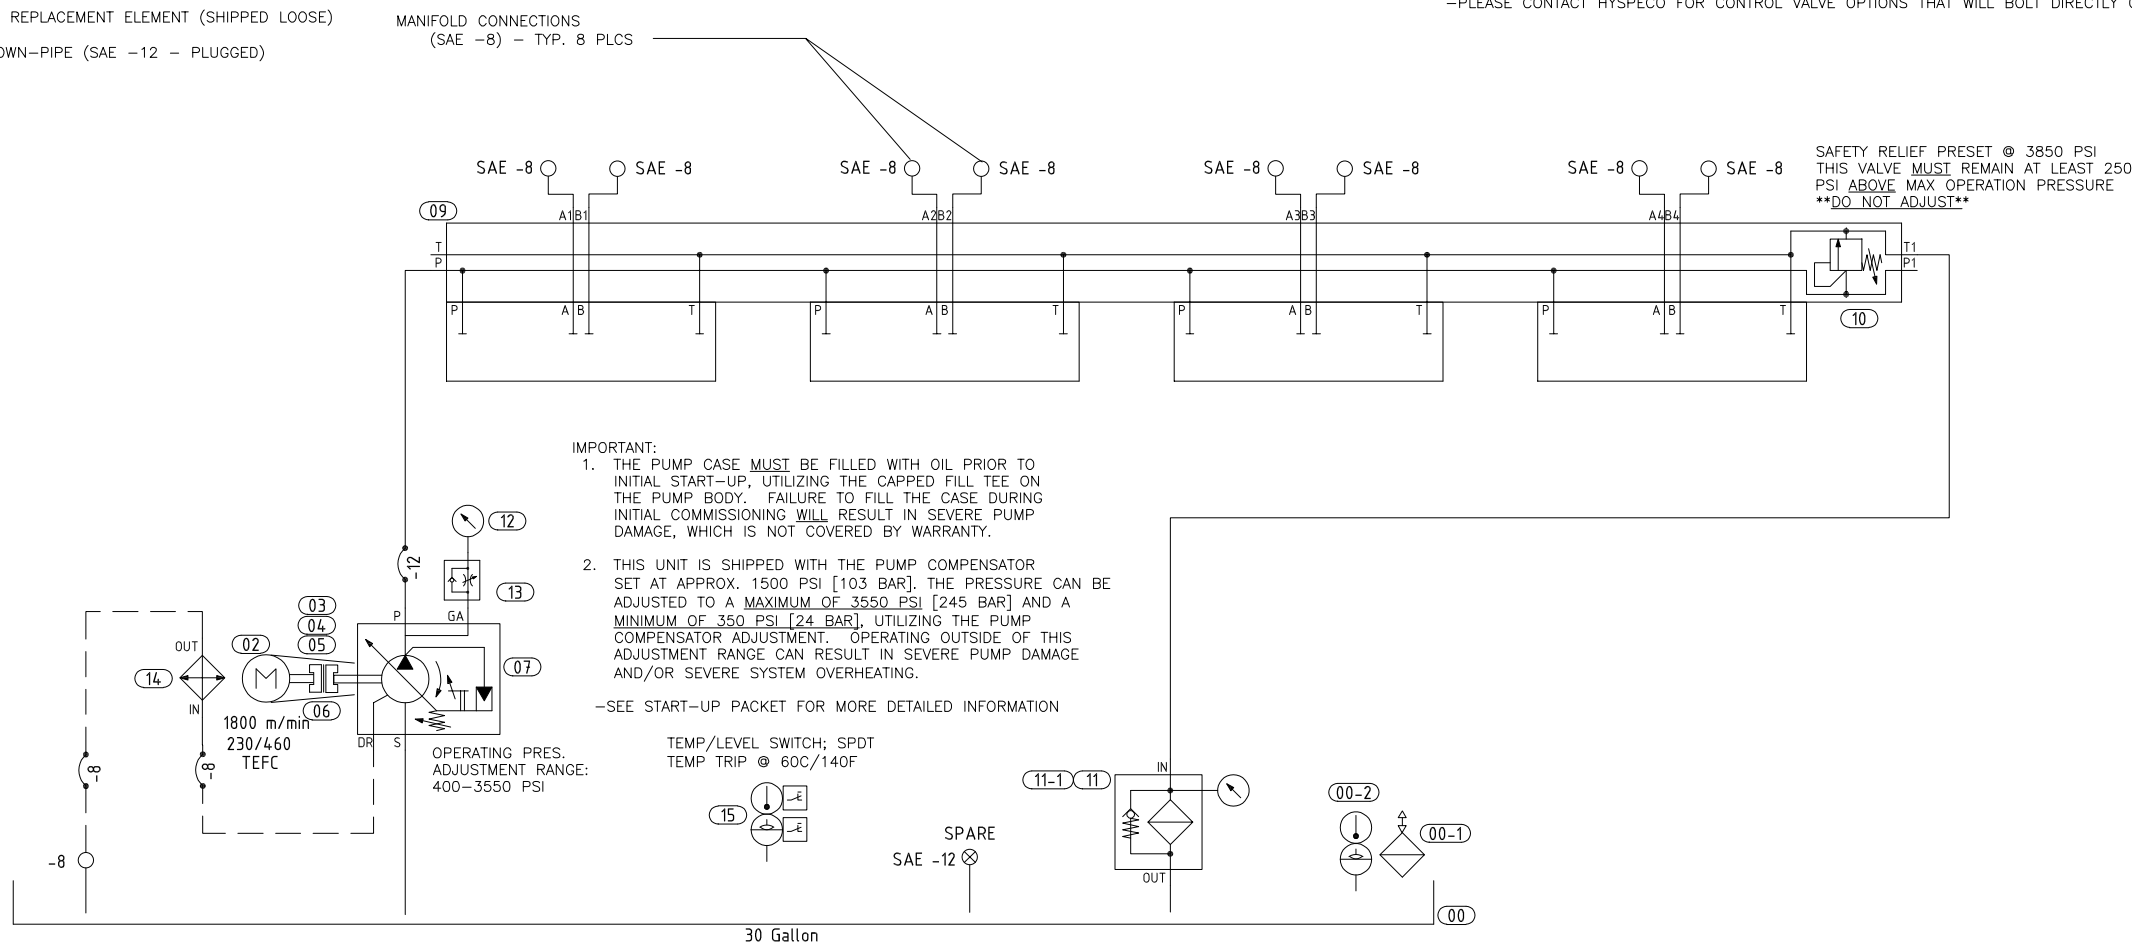 REPLACEMENT ELEMENT (SHIPPED LOOSE)
OWN-PIPE (SAE -12 - PLUGGED)
MANIFOLD CONNECTIONS
(SAE -8) - TYP. 8 PLCS
-PLEASE CONTACT HYSPECO FOR CONTROL VALVE OPTIONS THAT WILL BOLT DIRECTLY
SAE -8
SAE -8
SAE -8
SAE -8
SAE -8
SAE -8
SAE -8
SAE -8
SAFETY RELIEF PRESET @ 3850 PSI
THIS VALVE MUST REMAIN AT LEAST 250
PSI ABOVE MAX OPERATION PRESSURE
**DO NOT ADJUST**
09
A1 B1
A2 B2
A3 B3
A4 B4
T
P
T1
P1
P A B T
P A B T
P A B T
P A B T
10
IMPORTANT:
1. THE PUMP CASE MUST BE FILLED WITH OIL PRIOR TO
INITIAL START-UP, UTILIZING THE CAPPED FILL TEE ON
THE PUMP BODY. FAILURE TO FILL THE CASE DURING
INITIAL COMMISSIONING WILL RESULT IN SEVERE PUMP
DAMAGE, WHICH IS NOT COVERED BY WARRANTY.
2. THIS UNIT IS SHIPPED WITH THE PUMP COMPENSATOR
SET AT APPROX. 1500 PSI [103 BAR]. THE PRESSURE CAN BE
ADJUSTED TO A MAXIMUM OF 3550 PSI [245 BAR] AND A
MINIMUM OF 350 PSI [24 BAR], UTILIZING THE PUMP
COMPENSATOR ADJUSTMENT. OPERATING OUTSIDE OF THIS
ADJUSTMENT RANGE CAN RESULT IN SEVERE PUMP DAMAGE
AND/OR SEVERE SYSTEM OVERHEATING.
-SEE START-UP PACKET FOR MORE DETAILED INFORMATION
12
-12
13
03
04
05
P
GA
02
OUT
M
07
14
IN
06
1800 m/min
230/460
TEFC
DR
S
OPERATING PRES.
ADJUSTMENT RANGE:
400-3550 PSI
-8
-8
-8
TEMP/LEVEL SWITCH; SPDT
TEMP TRIP @ 60C/140F
15
SPARE
SAE -12
11-1
11
IN
OUT
00-2
00-1
00
30 Gallon